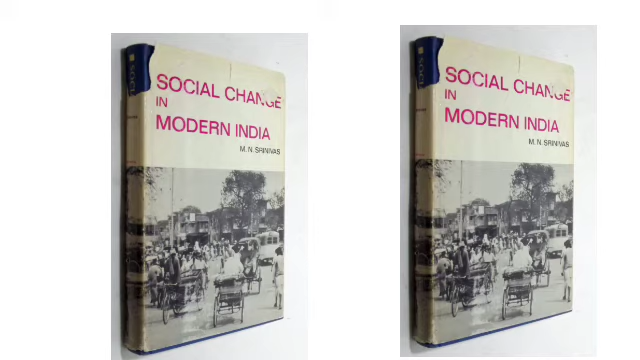 SOCIAL CHANGE
IN
MODERN INDIA
M. N. SRINIVAS
SOCIAL CHANGE
IN
MODERN INDIA
M. N. SRINIVAS